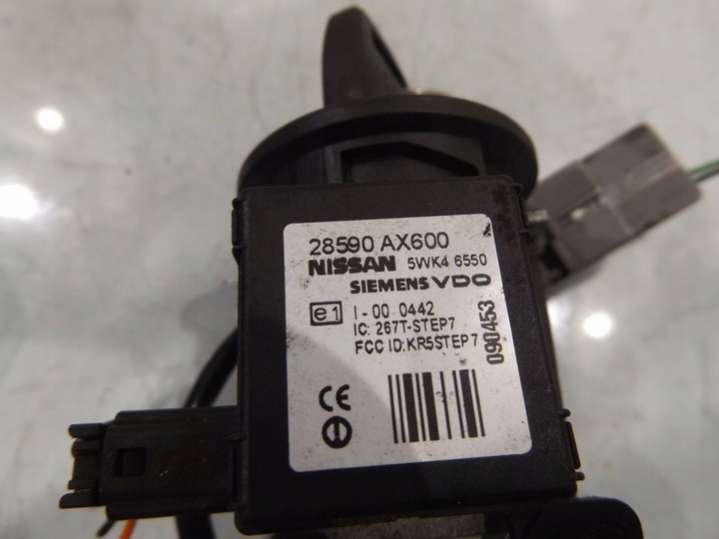 28590 AX600
NISSAN 5WK4 6550
SIEMENS VDO
e1 I-00 0442
IC: 267T-STEP7
FCC ID:KR5STEP7
090453
CE